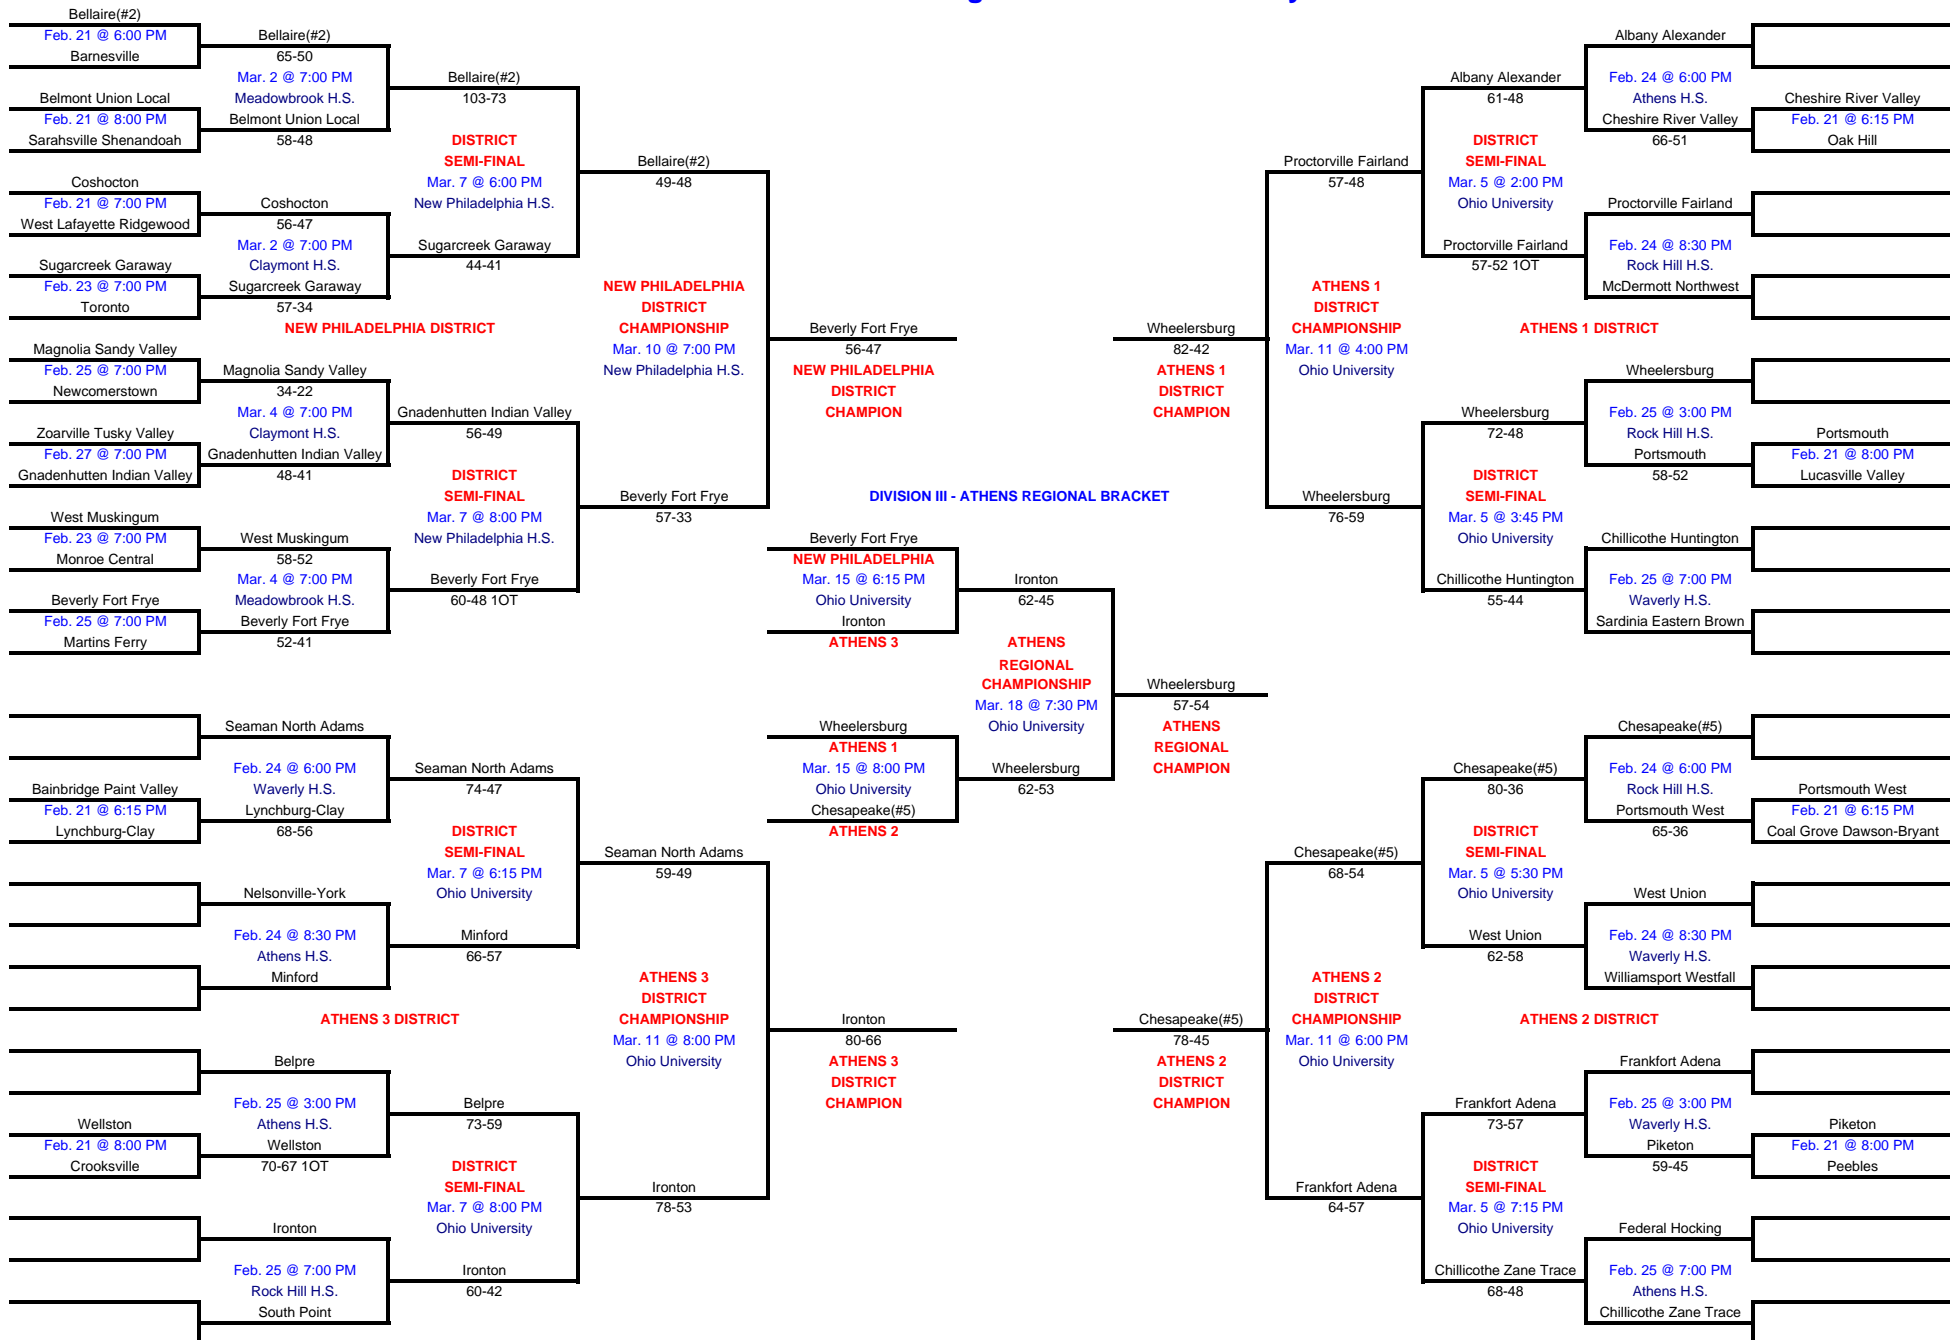 Bellaire(#2)
Feb. 21 @ 6:00 PM
Barnesville
Belmont Union Local
Feb. 21 @ 8:00 PM
Sarahsville Shenandoah
Coshocton
Feb. 21 @ 7:00 PM
West Lafayette Ridgewood
Sugarcreek Garaway
Feb. 23 @ 7:00 PM
Toronto
Magnolia Sandy Valley
Feb. 25 @ 7:00 PM
Newcomerstown
Zoarville Tusky Valley
Feb. 27 @ 7:00 PM
Gnadenhutten Indian Valley
West Muskingum
Feb. 23 @ 7:00 PM
Monroe Central
Beverly Fort Frye
Feb. 25 @ 7:00 PM
Martins Ferry
Bellaire(#2)
65-50
Mar. 2 @ 7:00 PM
Meadowbrook H.S.
Belmont Union Local
58-48
Coshocton
56-47
Mar. 2 @ 7:00 PM
Claymont H.S.
Sugarcreek Garaway
57-34
NEW PHILADELPHIA DISTRICT
Magnolia Sandy Valley
34-22
Mar. 4 @ 7:00 PM
Claymont H.S.
Gnadenhutten Indian Valley
48-41
West Muskingum
58-52
Mar. 4 @ 7:00 PM
Meadowbrook H.S.
Beverly Fort Frye
52-41
Bellaire(#2)
103-73
DISTRICT
SEMI-FINAL
Mar. 7 @ 6:00 PM
New Philadelphia H.S.
Sugarcreek Garaway
44-41
Gnadenhutten Indian Valley
56-49
DISTRICT
SEMI-FINAL
Mar. 7 @ 8:00 PM
New Philadelphia H.S.
Beverly Fort Frye
60-48 1OT
Bellaire(#2)
49-48
NEW PHILADELPHIA
DISTRICT
CHAMPIONSHIP
Mar. 10 @ 7:00 PM
New Philadelphia H.S.
Beverly Fort Frye
57-33
Beverly Fort Frye
56-47
NEW PHILADELPHIA
DISTRICT
CHAMPION
Wheelersburg
82-42
ATHENS 1
DISTRICT
CHAMPION
Proctorville Fairland
57-48
ATHENS 1
DISTRICT
CHAMPIONSHIP
Mar. 11 @ 4:00 PM
Ohio University
Wheelersburg
76-59
Albany Alexander
61-48
DISTRICT
SEMI-FINAL
Mar. 5 @ 2:00 PM
Ohio University
Proctorville Fairland
57-52 1OT
ATHENS 1 DISTRICT
Wheelersburg
72-48
DISTRICT
SEMI-FINAL
Mar. 5 @ 3:45 PM
Ohio University
Chillicothe Huntington
55-44
Albany Alexander
Feb. 24 @ 6:00 PM
Athens H.S.
Cheshire River Valley
66-51
Proctorville Fairland
Feb. 24 @ 8:30 PM
Rock Hill H.S.
McDermott Northwest
Wheelersburg
Feb. 25 @ 3:00 PM
Rock Hill H.S.
Portsmouth
58-52
Chillicothe Huntington
Feb. 25 @ 7:00 PM
Waverly H.S.
Sardinia Eastern Brown
Cheshire River Valley
Feb. 21 @ 6:15 PM
Oak Hill
Portsmouth
Feb. 21 @ 8:00 PM
Lucasville Valley
DIVISION III - ATHENS REGIONAL BRACKET
Beverly Fort Frye
NEW PHILADELPHIA
Mar. 15 @ 6:15 PM
Ohio University
Ironton
ATHENS 3
Wheelersburg
ATHENS 1
Mar. 15 @ 8:00 PM
Ohio University
Chesapeake(#5)
ATHENS 2
Ironton
62-45
ATHENS
REGIONAL
CHAMPIONSHIP
Mar. 18 @ 7:30 PM
Ohio University
Wheelersburg
62-53
Wheelersburg
57-54
ATHENS
REGIONAL
CHAMPION
Bainbridge Paint Valley
Feb. 21 @ 6:15 PM
Lynchburg-Clay
Wellston
Feb. 21 @ 8:00 PM
Crooksville
Seaman North Adams
Feb. 24 @ 6:00 PM
Waverly H.S.
Lynchburg-Clay
68-56
Nelsonville-York
Feb. 24 @ 8:30 PM
Athens H.S.
Minford
ATHENS 3 DISTRICT
Belpre
Feb. 25 @ 3:00 PM
Athens H.S.
Wellston
70-67 1OT
Ironton
Feb. 25 @ 7:00 PM
Rock Hill H.S.
South Point
Seaman North Adams
74-47
DISTRICT
SEMI-FINAL
Mar. 7 @ 6:15 PM
Ohio University
Minford
66-57
Belpre
73-59
DISTRICT
SEMI-FINAL
Mar. 7 @ 8:00 PM
Ohio University
Ironton
60-42
Seaman North Adams
59-49
ATHENS 3
DISTRICT
CHAMPIONSHIP
Mar. 11 @ 8:00 PM
Ohio University
Ironton
78-53
Ironton
80-66
ATHENS 3
DISTRICT
CHAMPION
Chesapeake(#5)
78-45
ATHENS 2
DISTRICT
CHAMPION
Chesapeake(#5)
68-54
ATHENS 2
DISTRICT
CHAMPIONSHIP
Mar. 11 @ 6:00 PM
Ohio University
Frankfort Adena
64-57
Chesapeake(#5)
80-36
DISTRICT
SEMI-FINAL
Mar. 5 @ 5:30 PM
Ohio University
West Union
62-58
ATHENS 2 DISTRICT
Frankfort Adena
73-57
DISTRICT
SEMI-FINAL
Mar. 5 @ 7:15 PM
Ohio University
Chillicothe Zane Trace
68-48
Chesapeake(#5)
Feb. 24 @ 6:00 PM
Rock Hill H.S.
Portsmouth West
65-36
West Union
Feb. 24 @ 8:30 PM
Waverly H.S.
Williamsport Westfall
Frankfort Adena
Feb. 25 @ 3:00 PM
Waverly H.S.
Piketon
59-45
Federal Hocking
Feb. 25 @ 7:00 PM
Athens H.S.
Chillicothe Zane Trace
Portsmouth West
Feb. 21 @ 6:15 PM
Coal Grove Dawson-Bryant
Piketon
Feb. 21 @ 8:00 PM
Peebles